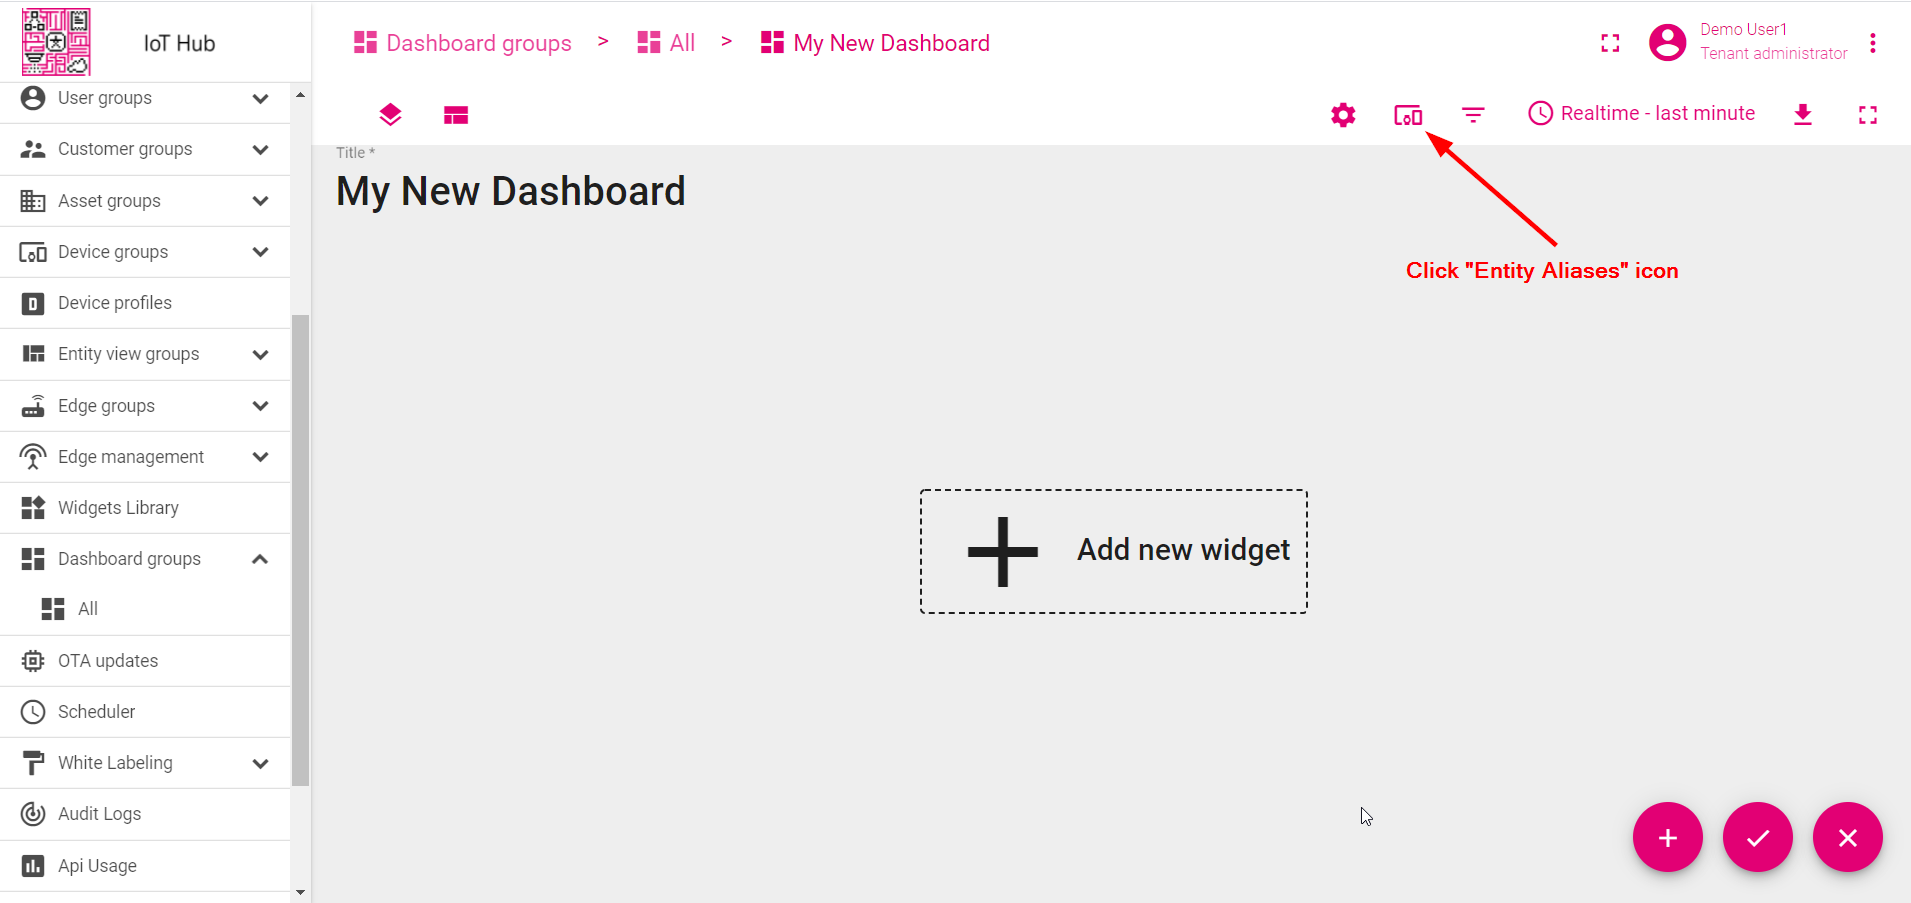 IoT Hub
Dashboard groups > All > My New Dashboard
Demo User1
Tenant administrator
Realtime - last minute
User groups
Customer groups
Asset groups
Device groups
Device profiles
Entity view groups
Edge groups
Edge management
Widgets Library
Dashboard groups
All
OTA updates
Scheduler
White Labeling
Audit Logs
Api Usage
Title *
My New Dashboard
Click "Entity Aliases" icon
Add new widget